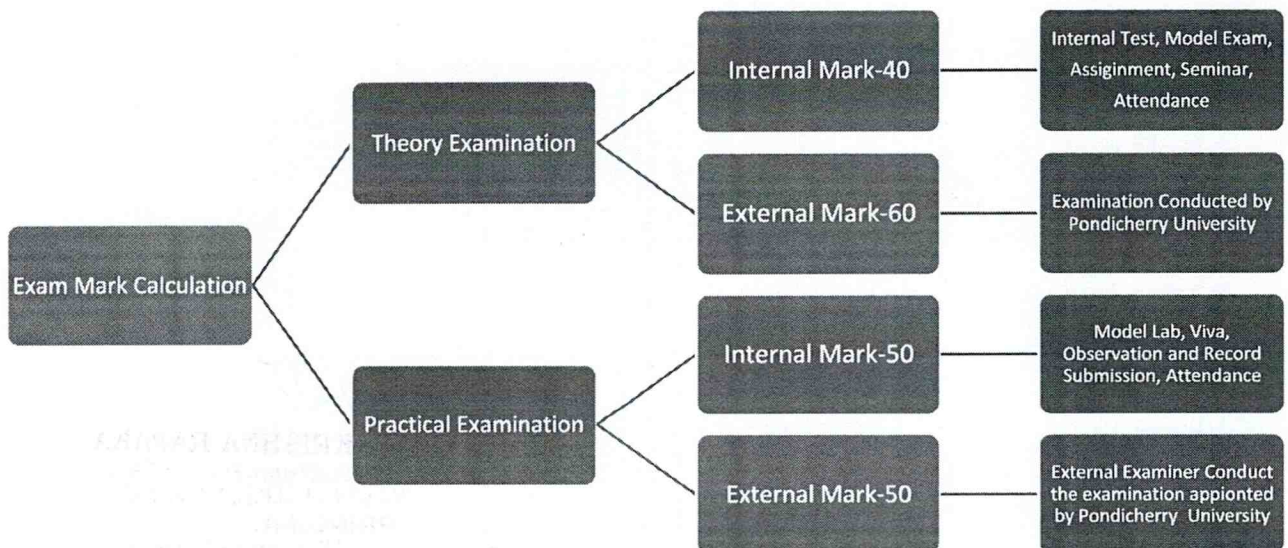 Exam Mark Calculation
Theory Examination
Internal Mark-40
Internal Test, Model Exam,
Assiginment, Seminar,
Attendance
External Mark-60
Examination Conducted by
Pondicherry University
Practical Examination
Internal Mark-50
Model Lab, Viva,
Observation and Record
Submission, Attendance
External Mark-50
External Examiner Conduct
the examination appionted
by Pondicherry University